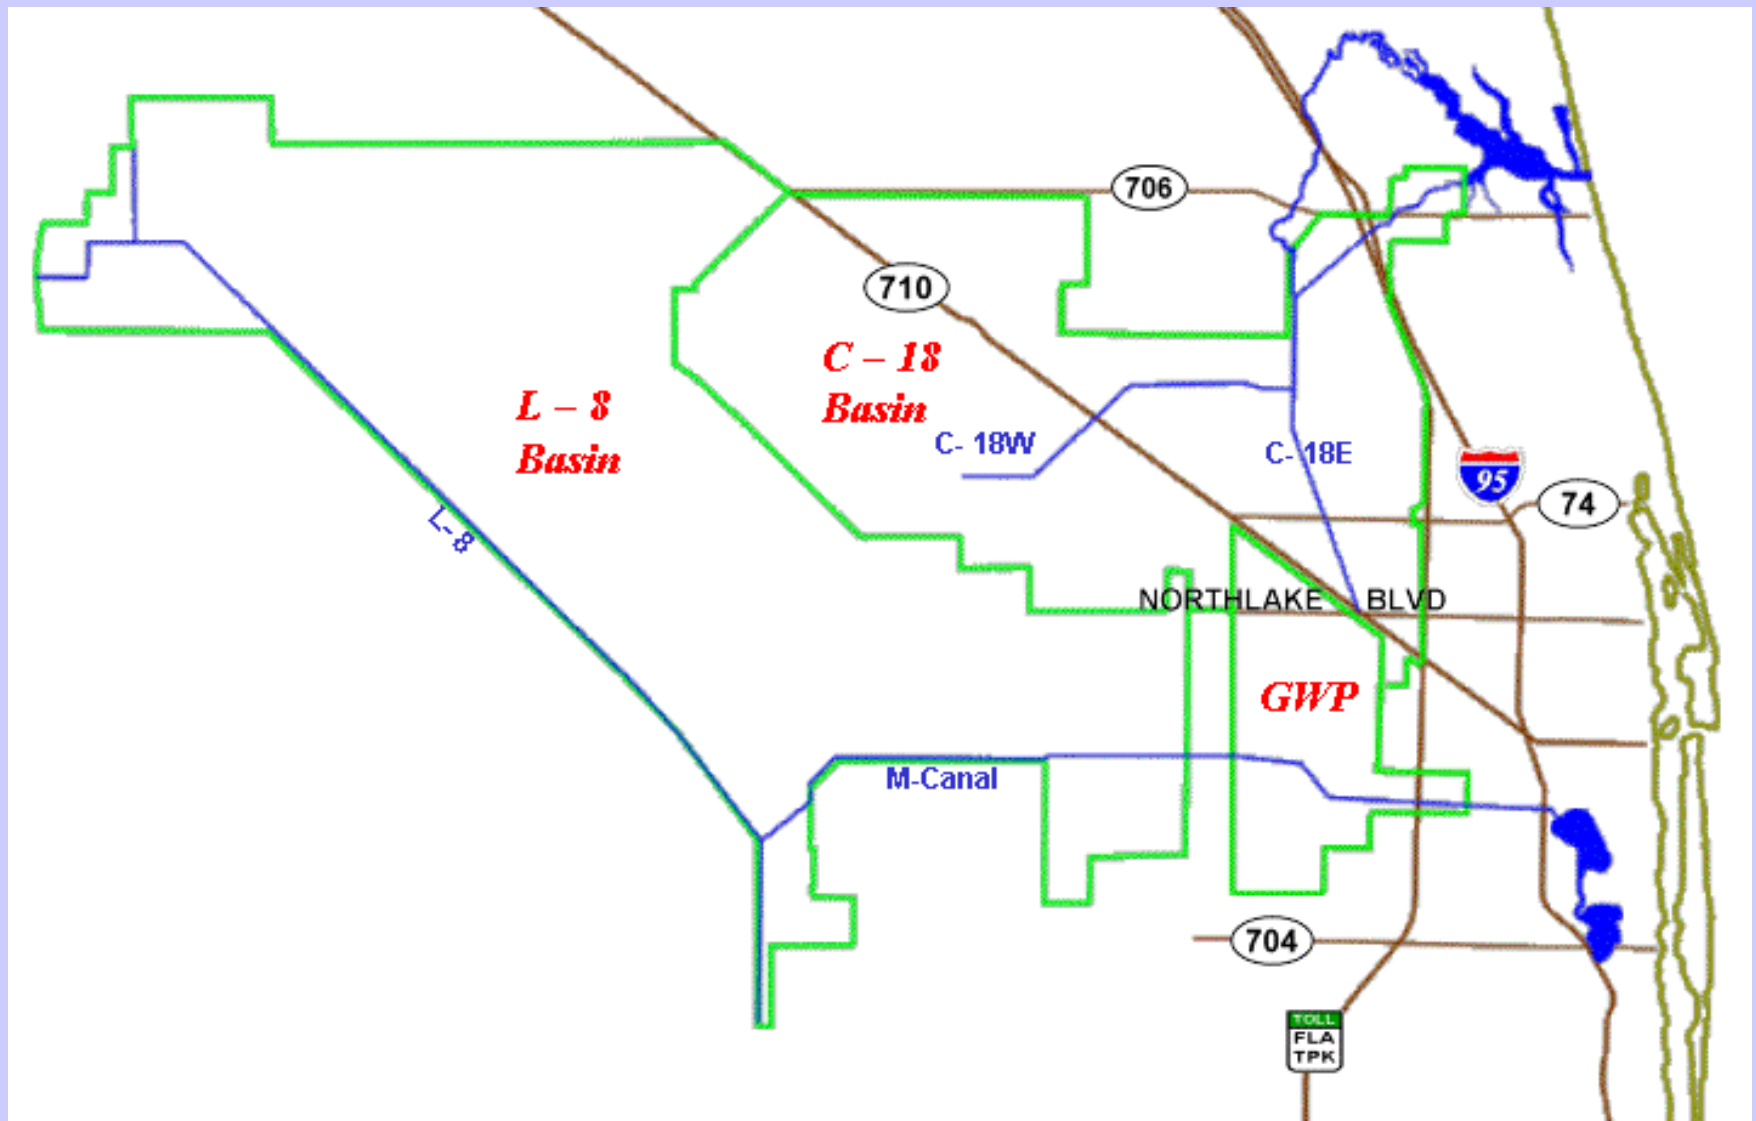 706
710
C – 18
Basin
L – 8
Basin
C- 18W
C- 18E
95
74
L-8
NORTHLAKE BLVD
GWP
M-Canal
704
TOLL
FLA
TPK